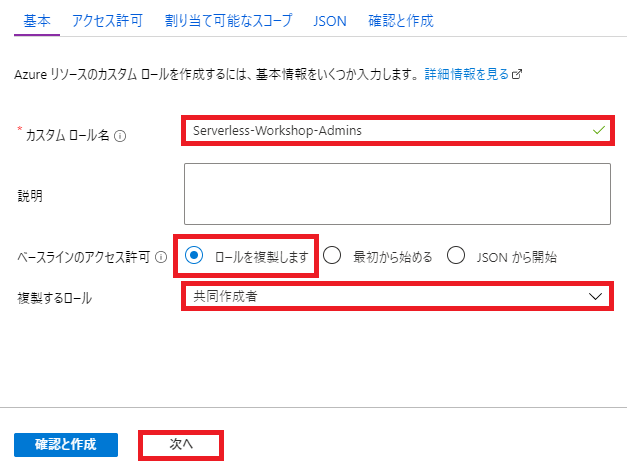 基本 アクセス許可 割り当て可能なスコープ JSON 確認と作成
Azure リソースのカスタム ロールを作成するには、基本情報をいくつか入力します。 詳細情報を見る
* カスタム ロール名 Serverless-Workshop-Admins
説明
ベースラインのアクセス許可 ロールを複製します 最初から始める JSON から開始
複製するロール 共同作成者
確認と作成 次へ